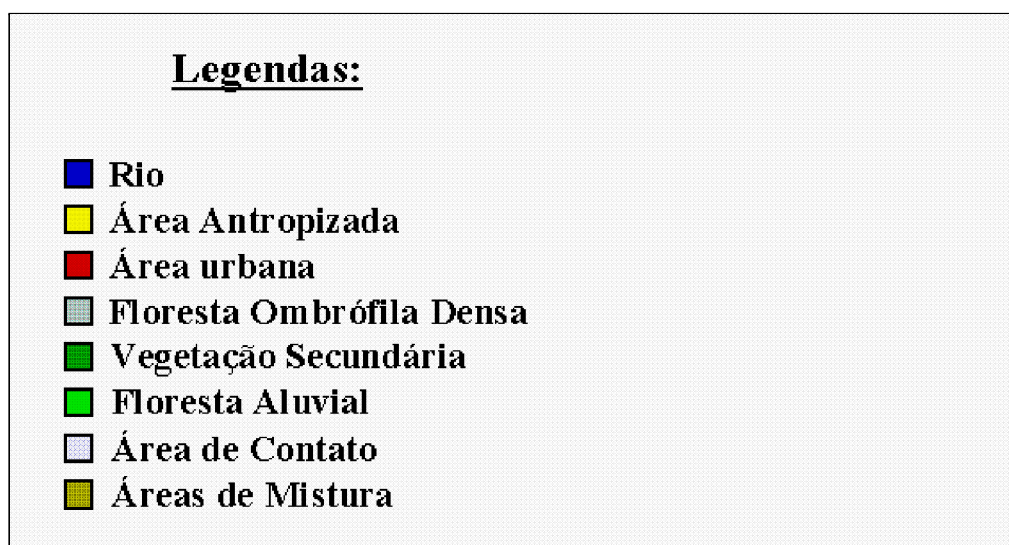 Legendas:
Rio
Área Antropizada
Área urbana
Floresta Ombrófila Densa
Vegetação Secundária
Floresta Aluvial
Área de Contato
Áreas de Mistura